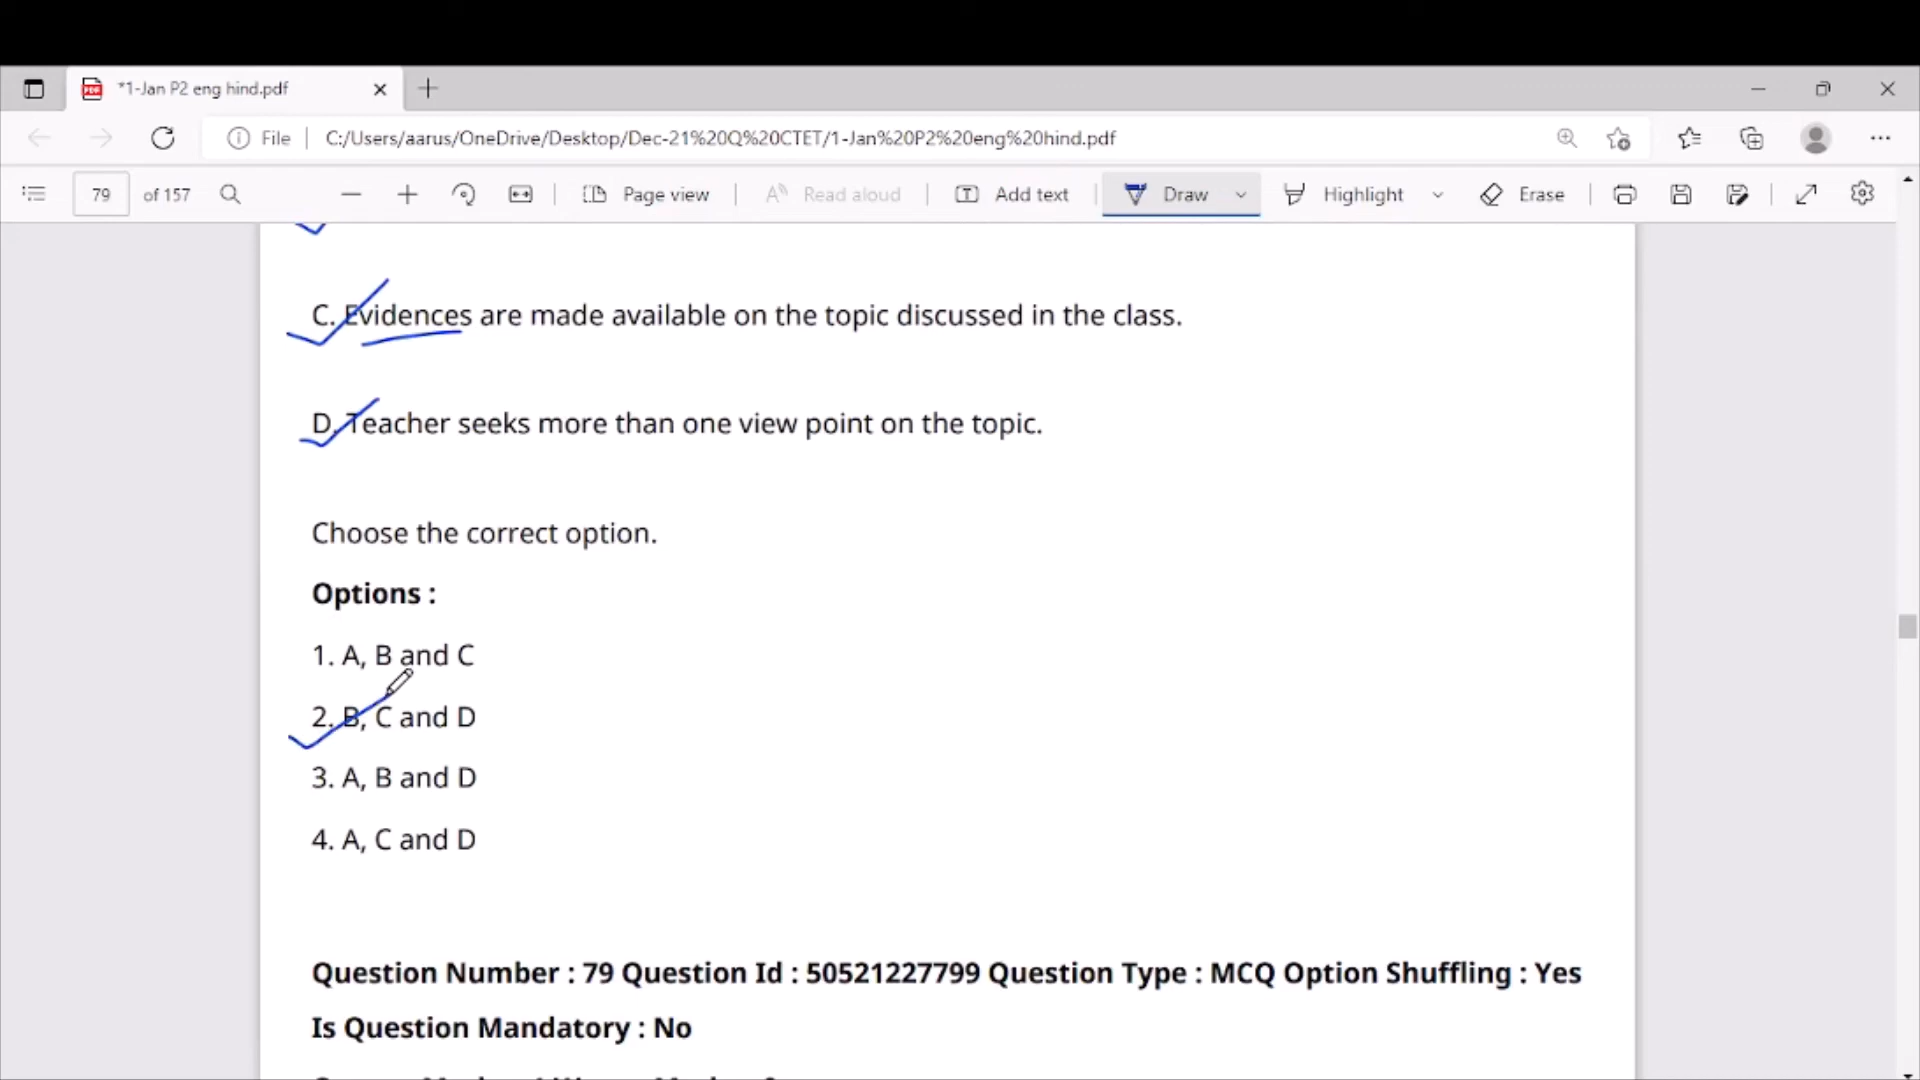 *1-Jan P2 eng hind.pdf
File C:/Users/aarus/OneDrive/Desktop/Dec-21%20Q%20CTET/1-Jan%20P2%20eng%20hind.pdf
79 of 157 Page view Read aloud Add text Draw Highlight Erase
C. Evidences are made available on the topic discussed in the class.
D. Teacher seeks more than one view point on the topic.
Choose the correct option.
Options :
1. A, B and C
2. B, C and D
3. A, B and D
4. A, C and D
Question Number : 79 Question Id : 50521227799 Question Type : MCQ Option Shuffling : Yes
Is Question Mandatory : No